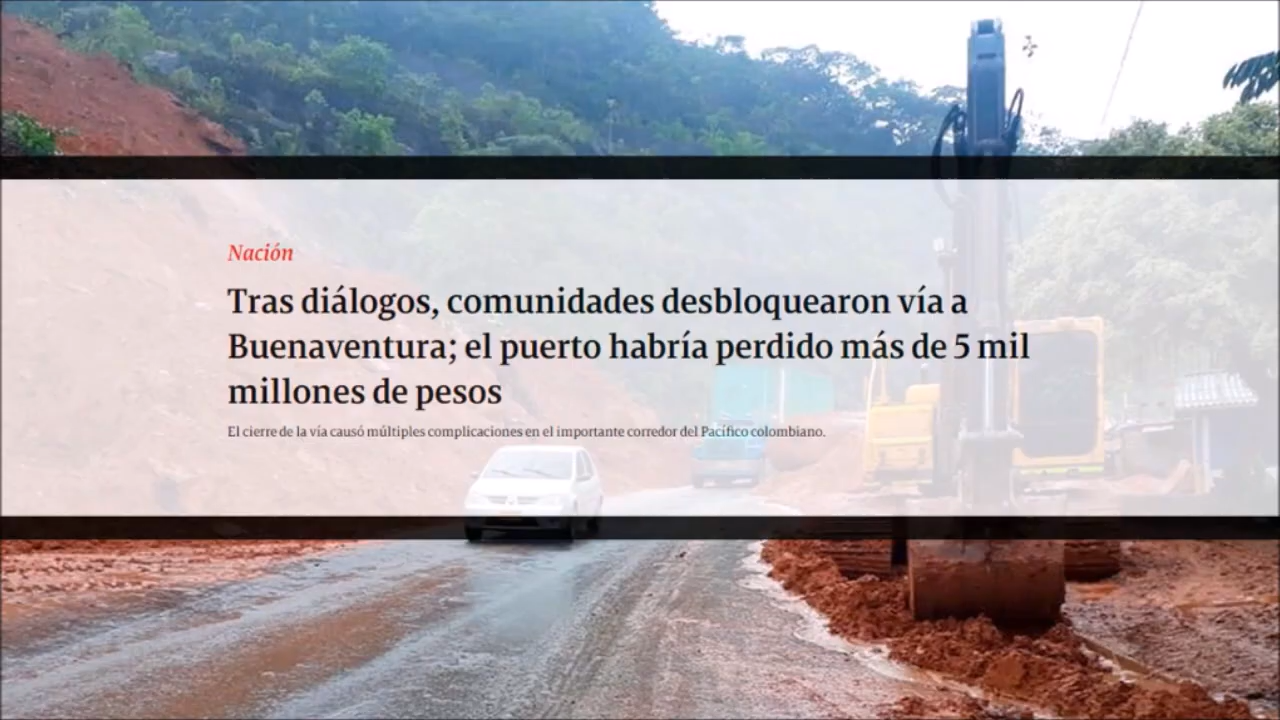 Nación
Tras diálogos, comunidades desbloquearon vía a
Buenaventura; el puerto habría perdido más de 5 mil
millones de pesos
El cierre de la vía causó múltiples complicaciones en el importante corredor del Pacífico colombiano.